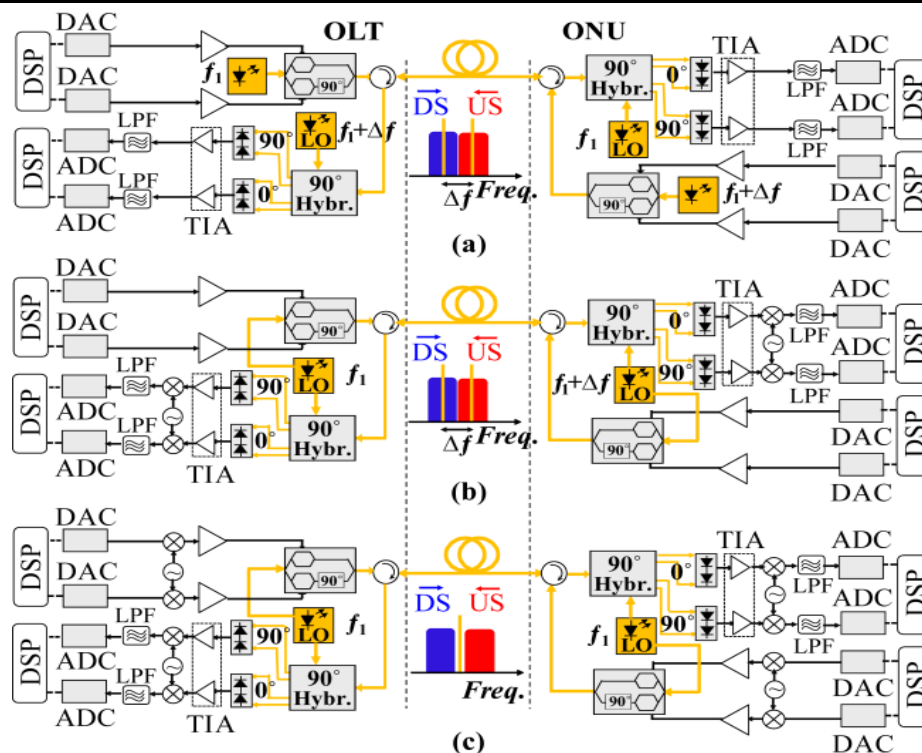 OLT
ONU
DAC
DAC
DSP
f₁
90°
LPF
LPF
ADC
ADC
DSP
90°
0°
TIA
LO
f₁+Δf
90°
Hybr.
DS
US
Δf
Freq.
(a)
90°
Hybr.
0°
90°
f₁
LO
TIA
LPF
LPF
ADC
ADC
DSP
90°
f₁+Δf
DAC
DAC
DSP
DAC
DAC
DSP
90°
LPF
LPF
ADC
ADC
DSP
90°
0°
TIA
LO
f₁
90°
Hybr.
DS
US
Δf
Freq.
(b)
90°
Hybr.
0°
90°
f₁+Δf
LO
TIA
LPF
LPF
ADC
ADC
DSP
90°
DAC
DAC
DSP
DAC
DAC
DSP
90°
LPF
LPF
ADC
ADC
DSP
90°
0°
TIA
LO
f₁
90°
Hybr.
DS
US
Freq.
(c)
90°
Hybr.
0°
90°
f₁
LO
TIA
LPF
LPF
ADC
ADC
DSP
90°
DAC
DAC
DSP